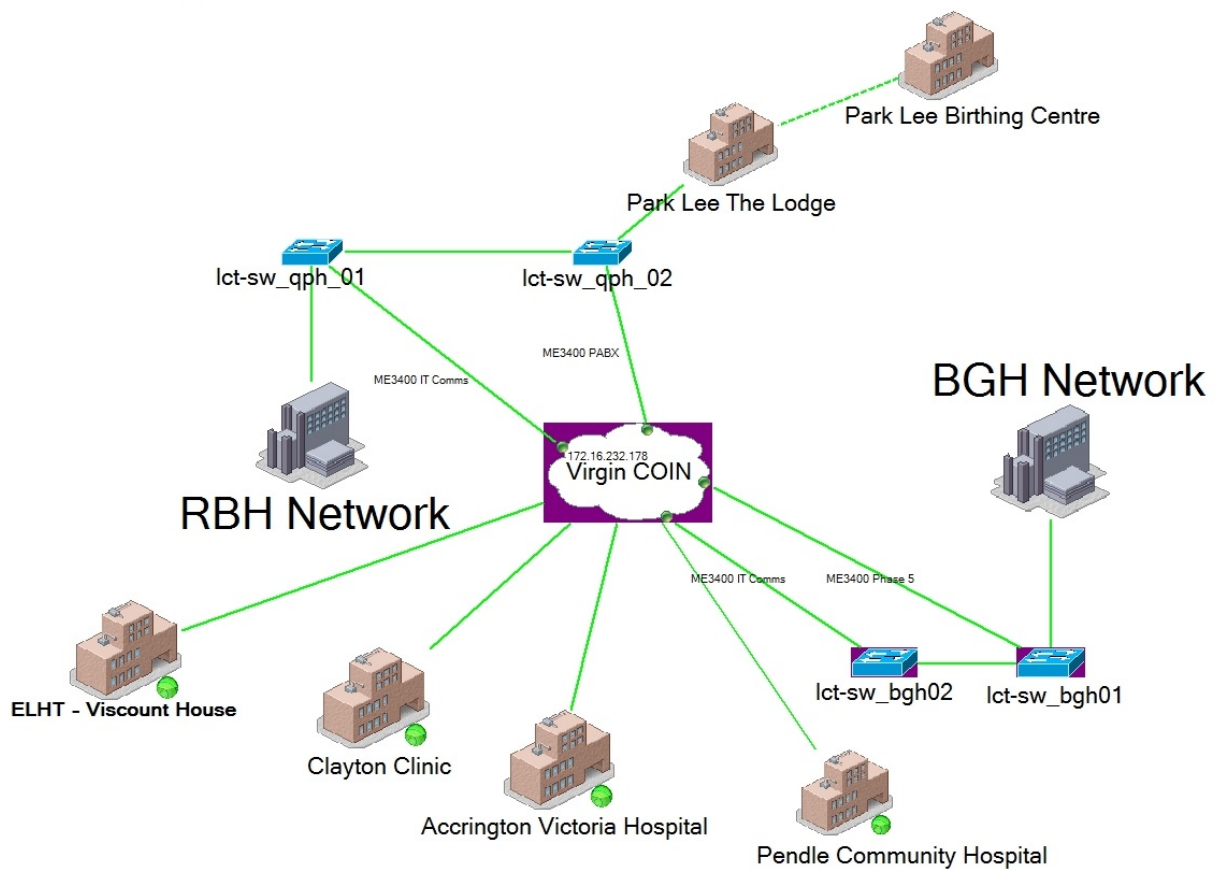 Park Lee Birthing Centre
Park Lee The Lodge
lct-sw_qph_01
lct-sw_qph_02
ME3400 PABX
ME3400 IT Comms
BGH Network
172.16.232.178
Virgin COIN
RBH Network
ME3400 IT Comms
ME3400 Phase 5
lct-sw_bgh02
lct-sw_bgh01
ELHT - Viscount House
Clayton Clinic
Accrington Victoria Hospital
Pendle Community Hospital